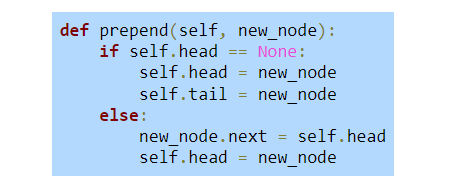 def prepend(self, new_node):
    if self.head == None:
        self.head = new_node
        self.tail = new_node
    else:
        new_node.next = self.head
        self.head = new_node